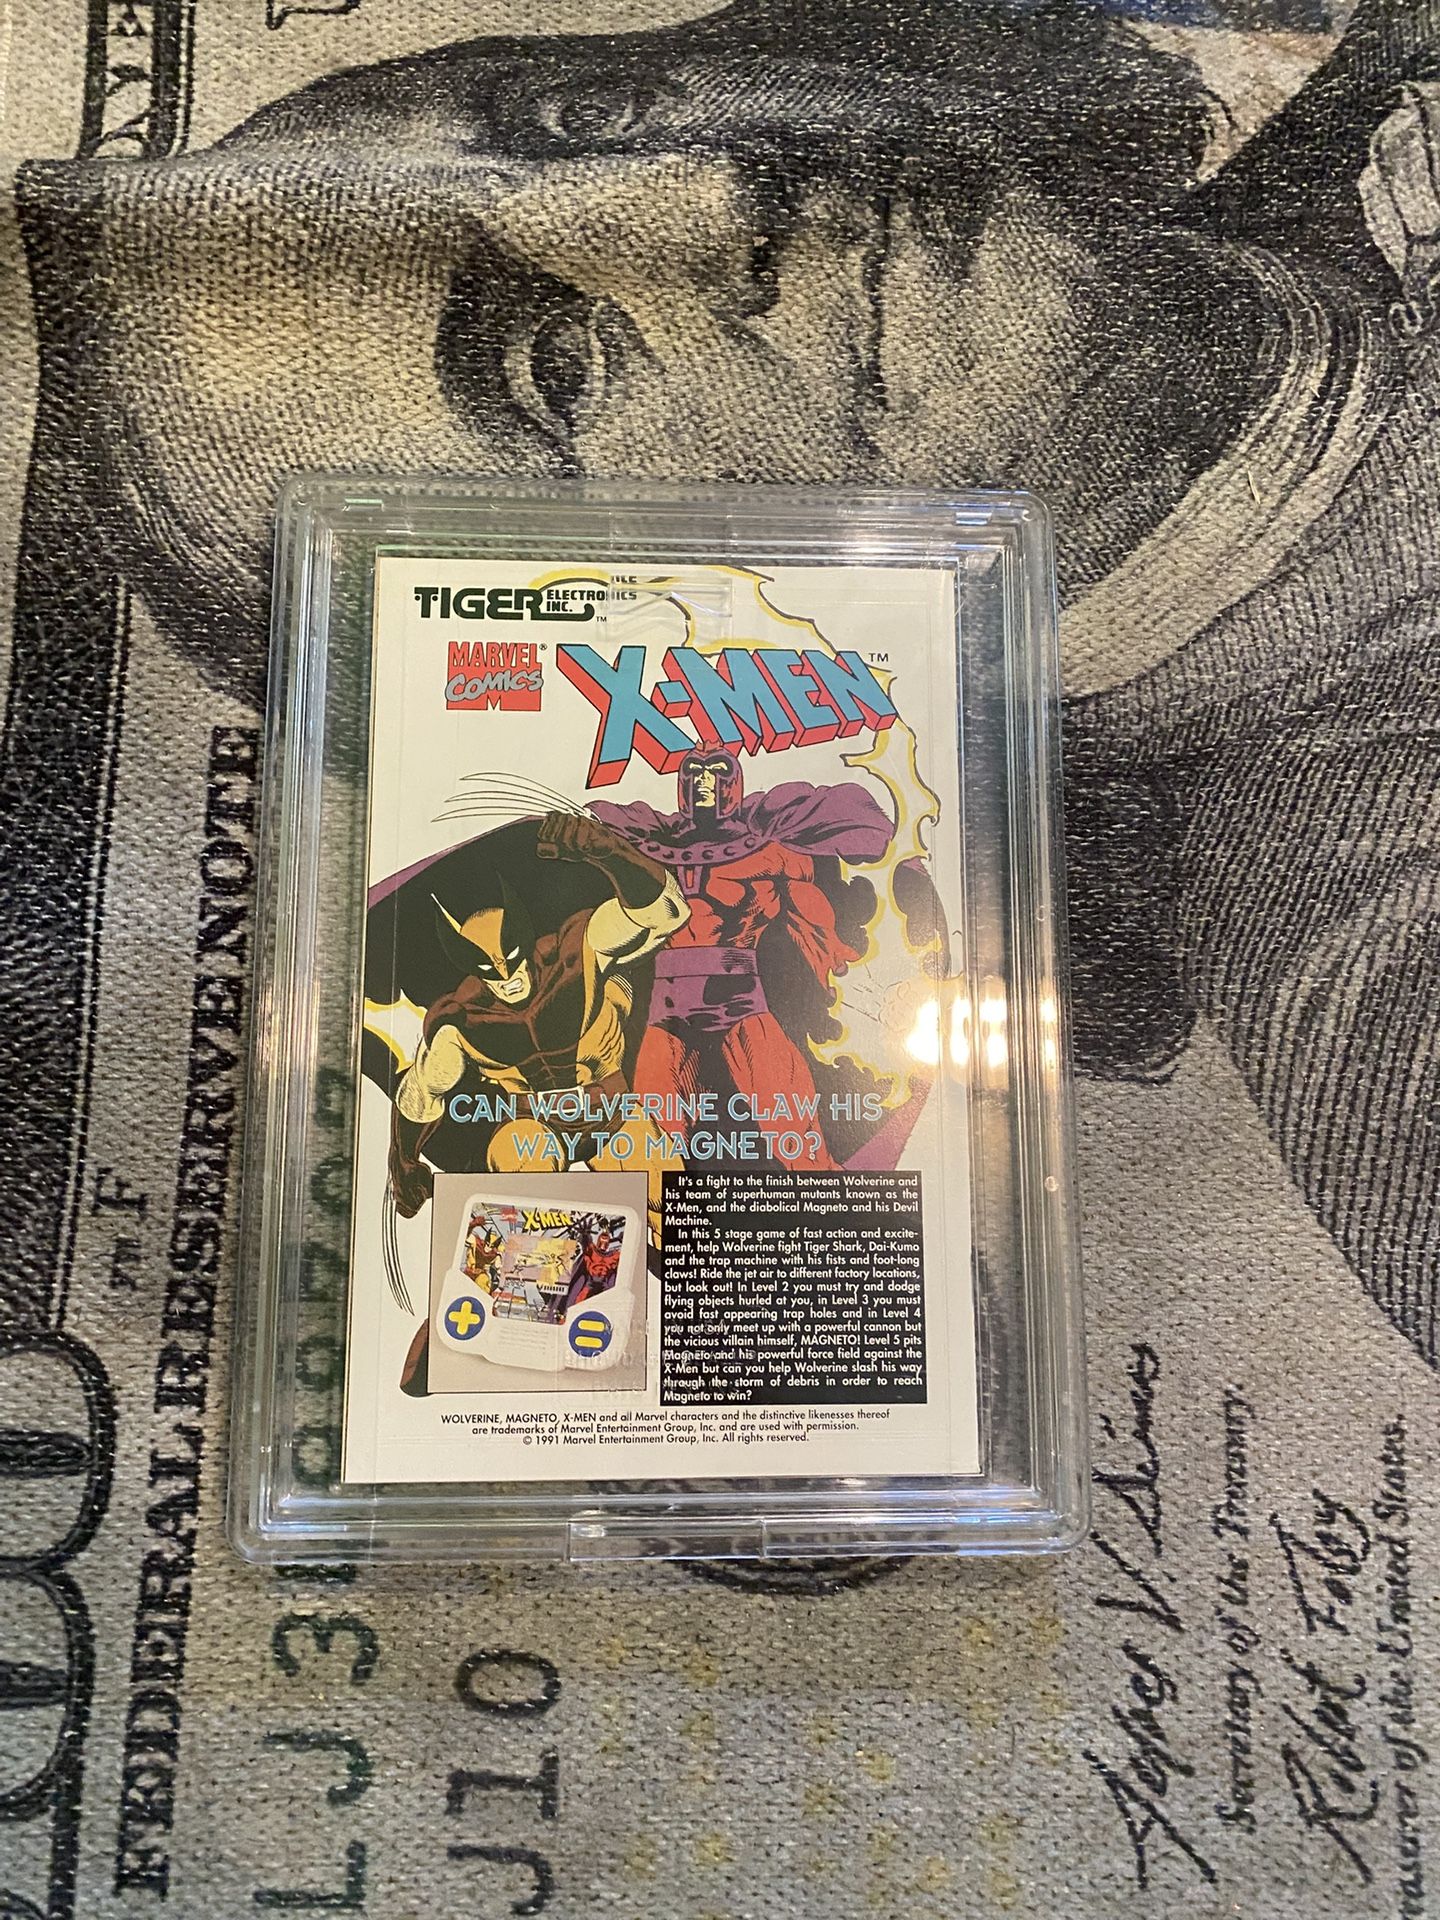 TIGER ELECTRONICS INC.™
MARVEL® COMICS
X-MEN™
CAN WOLVERINE CLAW HIS
WAY TO MAGNETO?
X-MEN
It's a fight to the finish between Wolverine and
his team of superhuman mutants known as the
X-Men, and the diabolical Magneto and his Devil
Machine.
In this 5 stage game of fast action and excite-
ment, help Wolverine fight Tiger Shark, Dai-Kumo
and the trap machine with his fists and foot-long
claws! Ride the jet air to different factory locations,
but look out! In Level 2 you must try and dodge
flying objects hurled at you, in Level 3 you must
avoid fast appearing trap holes and in Level 4
you not only meet up with a powerful cannon but
the vicious villain himself, MAGNETO! Level 5 pits
Magneto and his powerful force field against the
X-Men but can you help Wolverine slash his way
through the storm of debris in order to reach
Magneto to win?
WOLVERINE, MAGNETO, X-MEN and all Marvel characters and the distinctive likenesses thereof
are trademarks of Marvel Entertainment Group, Inc. and are used with permission.
© 1991 Marvel Entertainment Group, Inc. All rights reserved.
FEDERAL RESERVE NOTE
LJ3
J10
Secretary of the Treasury.
Treasurer of the United States.